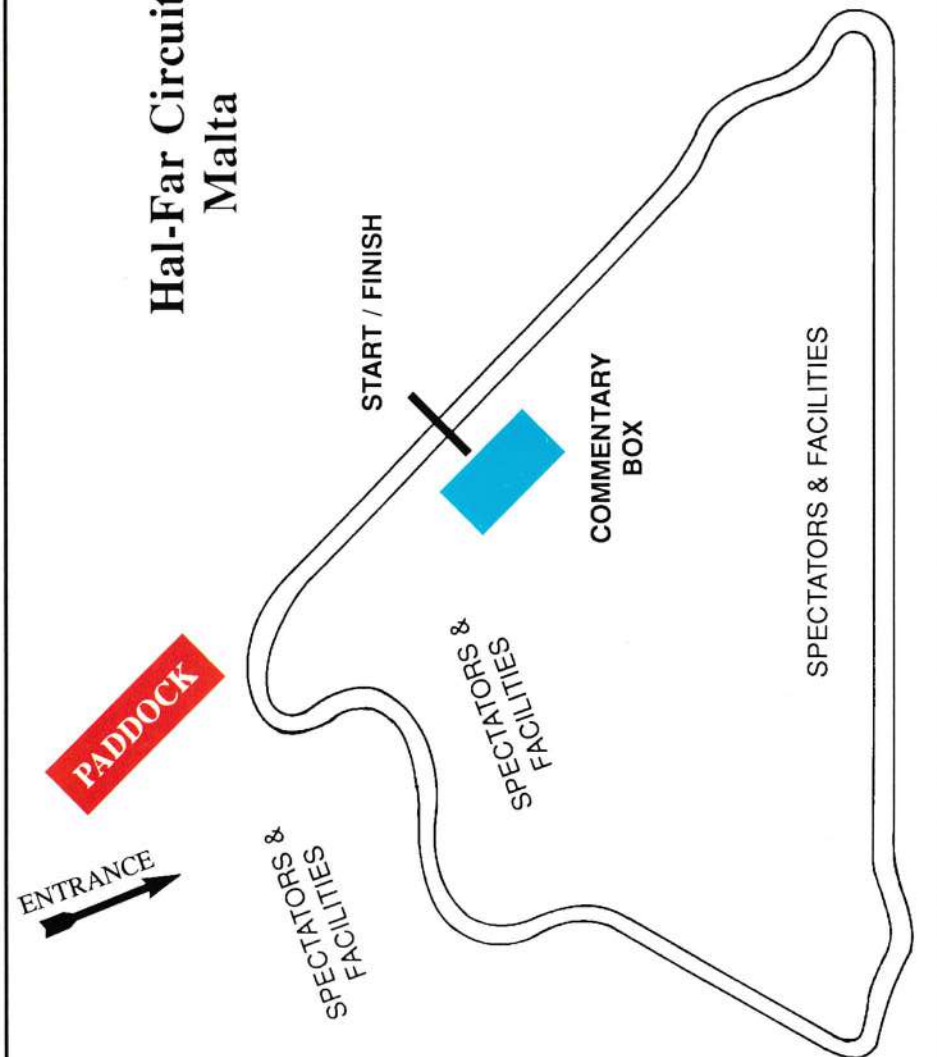 Hal-Far Circuit
Malta
START / FINISH
COMMENTARY
BOX
PADDOCK
ENTRANCE
SPECTATORS &
FACILITIES
SPECTATORS &
FACILITIES
SPECTATORS & FACILITIES